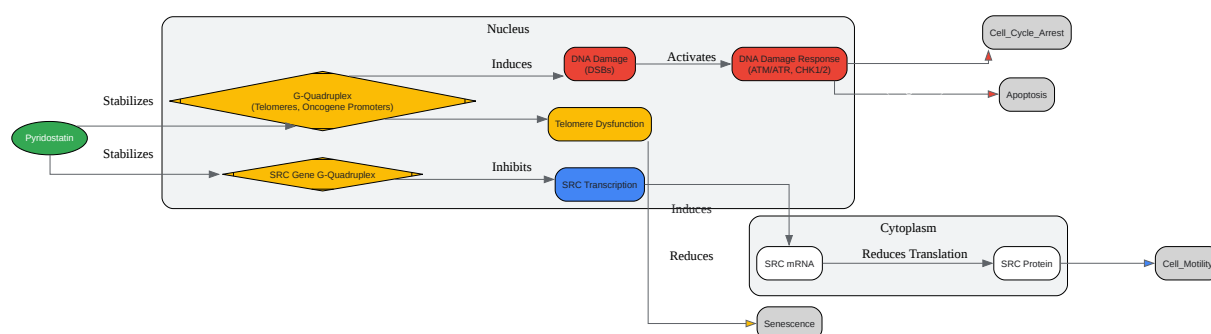 Nucleus
Cell_Cycle_Arrest
DNA Damage
(DSBs)
Induces
Activates
DNA Damage Response
(ATM/ATR, CHK1/2)
G-Quadruplex
(Telomeres, Oncogene Promoters)
Apoptosis
Stabilizes
Telomere Dysfunction
Pyridostatin
Stabilizes
SRC Gene G-Quadruplex
Inhibits
SRC Transcription
Induces
Cytoplasm
Reduces
SRC mRNA
Reduces Translation
SRC Protein
Cell_Motility
Senescence